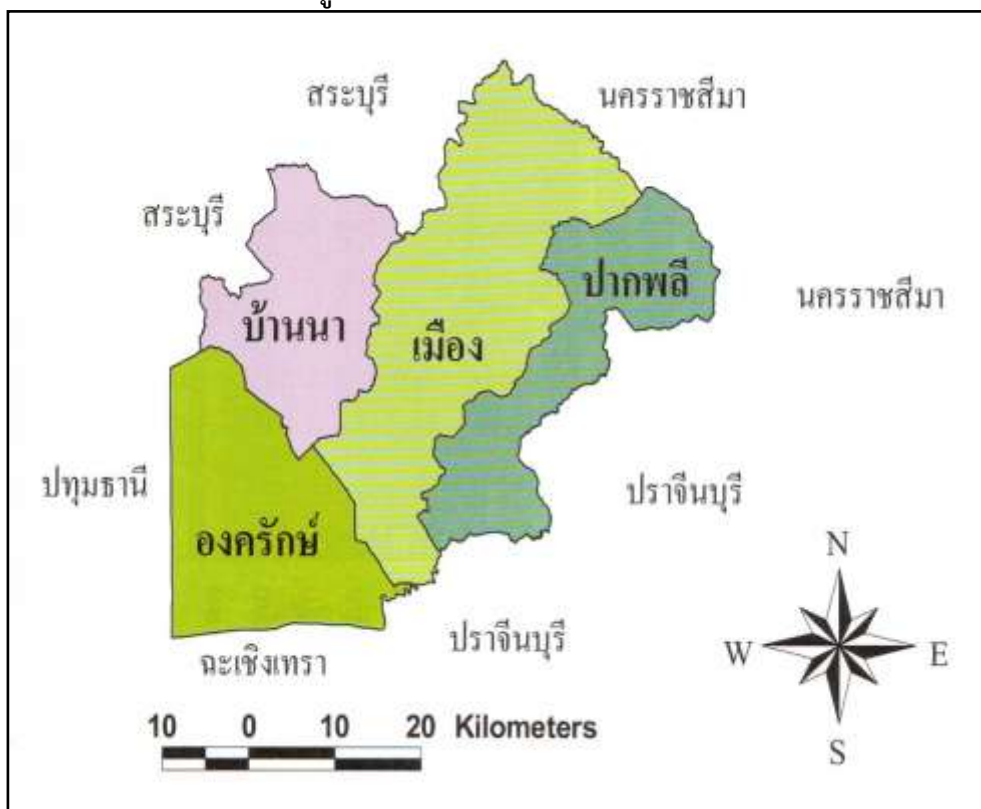 สระบุรี
นครราชสีมา
สระบุรี
ปากพลี
นครราชสีมา
บ้านนา
เมือง
ปทุมธานี
ปราจีนบุรี
องครักษ์
N
ปราจีนบุรี
W E
ฉะเชิงเทรา
10 0 10 20 Kilometers
S